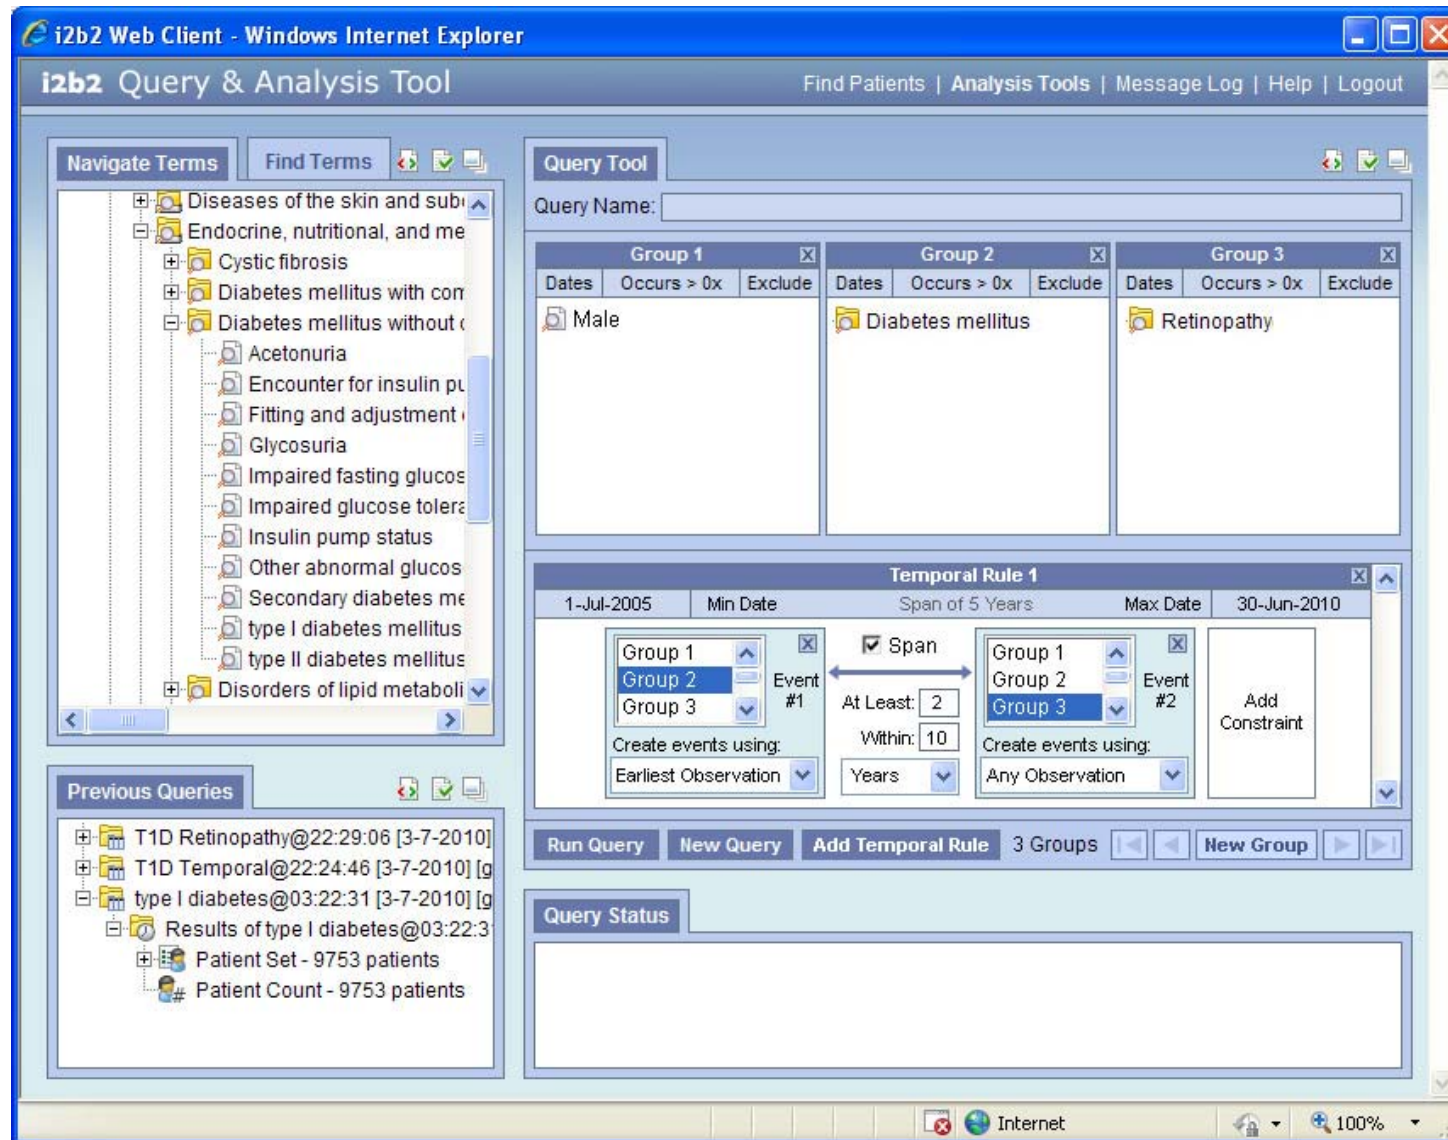 i2b2 Web Client - Windows Internet Explorer
i2b2 Query & Analysis Tool
Find Patients | Analysis Tools | Message Log | Help | Logout
Navigate Terms
Find Terms
Diseases of the skin and sub
Endocrine, nutritional, and me
Cystic fibrosis
Diabetes mellitus with com
Diabetes mellitus without
Acetonuria
Encounter for insulin pu
Fitting and adjustment
Glycosuria
Impaired fasting glucos
Impaired glucose tolera
Insulin pump status
Other abnormal glucos
Secondary diabetes me
type I diabetes mellitus
type II diabetes mellitus
Disorders of lipid metaboli
Previous Queries
T1D Retinopathy@22:29:06 [3-7-2010]
T1D Temporal@22:24:46 [3-7-2010] [g
type I diabetes@03:22:31 [3-7-2010] [g
Results of type I diabetes@03:22:3
Patient Set - 9753 patients
Patient Count - 9753 patients
Query Tool
Query Name:
Group 1
Dates Occurs > 0x Exclude
Male
Group 2
Dates Occurs > 0x Exclude
Diabetes mellitus
Group 3
Dates Occurs > 0x Exclude
Retinopathy
Temporal Rule 1
1-Jul-2005 Min Date Span of 5 Years Max Date 30-Jun-2010
Group 1
Group 2
Group 3
Event
#1
Create events using:
Earliest Observation
Span
At Least: 2
Within: 10
Years
Group 1
Group 2
Group 3
Event
#2
Create events using:
Any Observation
Add
Constraint
Run Query New Query Add Temporal Rule 3 Groups New Group
Query Status
Internet
100%